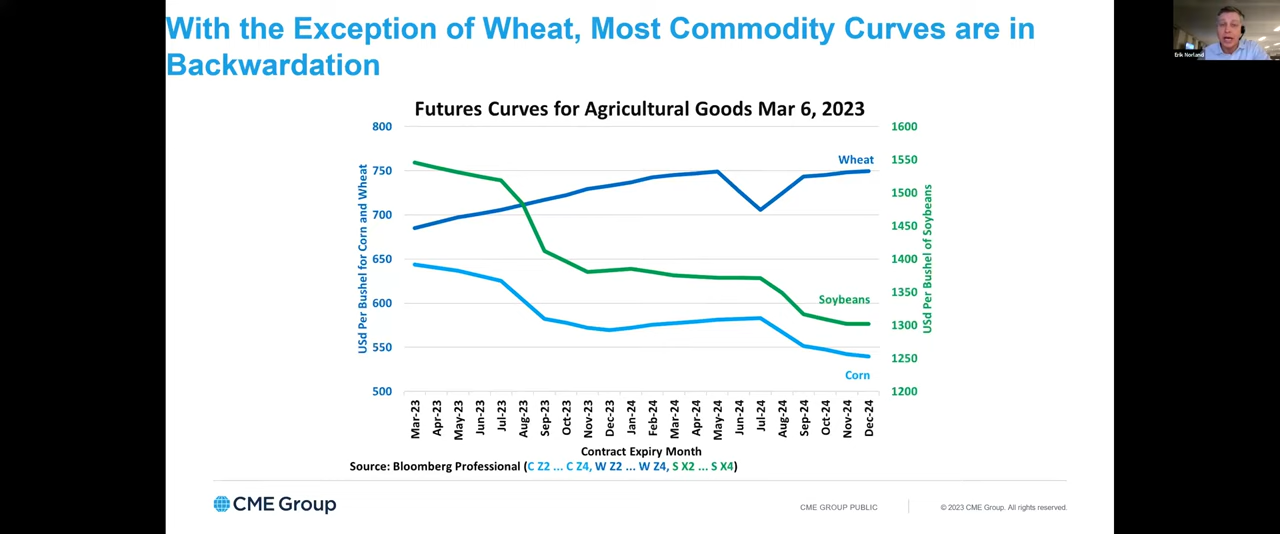 With the Exception of Wheat, Most Commodity Curves are in
Backwardation
Erik Norland
Futures Curves for Agricultural Goods Mar 6, 2023
USd Per Bushel for Corn and Wheat
800
750
700
650
600
550
500
Wheat
Soybeans
Corn
1600
1550
1500
1450
1400
1350
1300
1250
1200
USd Per Bushel of Soybeans
Mar-23
Apr-23
May-23
Jun-23
Jul-23
Aug-23
Sep-23
Oct-23
Nov-23
Dec-23
Jan-24
Feb-24
Mar-24
Apr-24
May-24
Jun-24
Jul-24
Aug-24
Sep-24
Oct-24
Nov-24
Dec-24
Contract Expiry Month
Source: Bloomberg Professional (C Z2 ... C Z4, W Z2 ... W Z4, S X2 ... S X4)
CME Group
CME GROUP PUBLIC
© 2023 CME Group. All rights reserved.